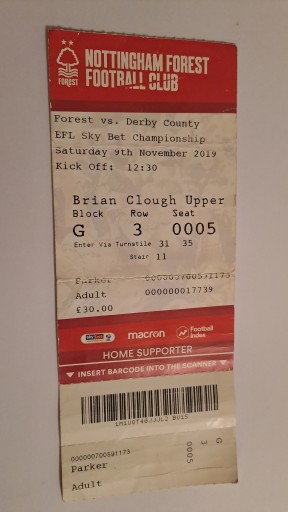 NOTTINGHAM FOREST
FOOTBALL CLUB
FOREST
Forest vs. Derby County
EFL Sky Bet Championship
Saturday 9th November 2019
Kick Off: 12:30
Brian Clough Upper
Block Row Seat
G 3 0005
Enter Via Turnstile 31 35
Stair 11
Parker 000000700591173
Adult 000000017739
£30.00
macron
Football Index
HOME SUPPORTER
INSERT BARCODE INTO THE SCANNER
000000700591173
Parker
Adult
G 3
0005